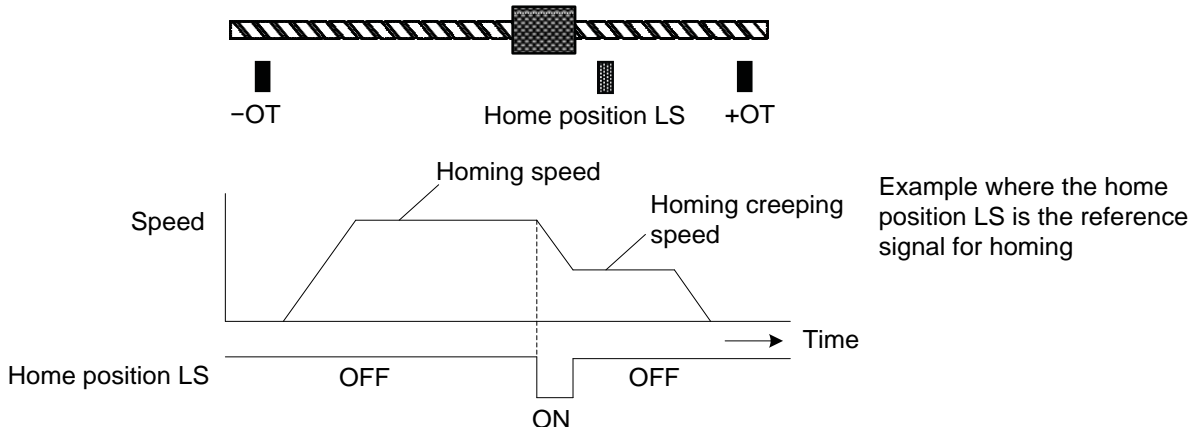 −OT
Home position LS
+OT
Homing speed
Homing creeping
speed
Speed
Example where the home
position LS is the reference
signal for homing
Time
Home position LS
OFF
OFF
ON